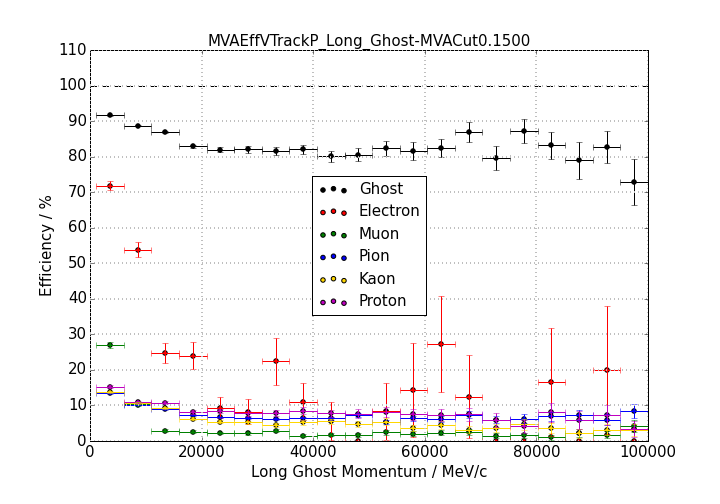 MVAEffVTrackP_Long_Ghost-MVACut0.1500
110
100
90
80
70
60
50
40
30
20
10
0
Efficiency / %
Ghost
Electron
Muon
Pion
Kaon
Proton
0 20000 40000 60000 80000 100000
Long Ghost Momentum / MeV/c